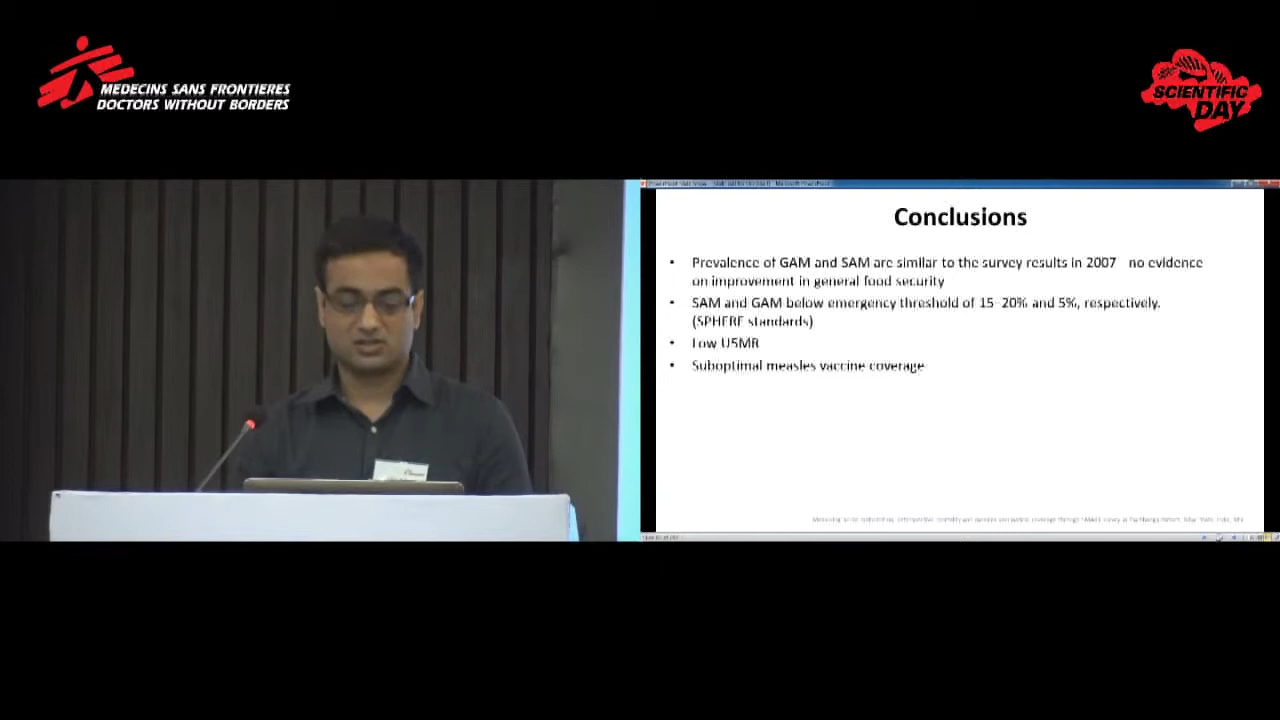 MEDECINS SANS FRONTIERES
DOCTORS WITHOUT BORDERS
SCIENTIFIC
DAY
Conclusions
• Prevalence of GAM and SAM are similar to the survey results in 2007 no evidence
on improvement in general food security
• SAM and GAM below emergency threshold of 15–20% and 5%, respectively.
(SPHERE standards)
• Low U5MR
• Suboptimal measles vaccine coverage